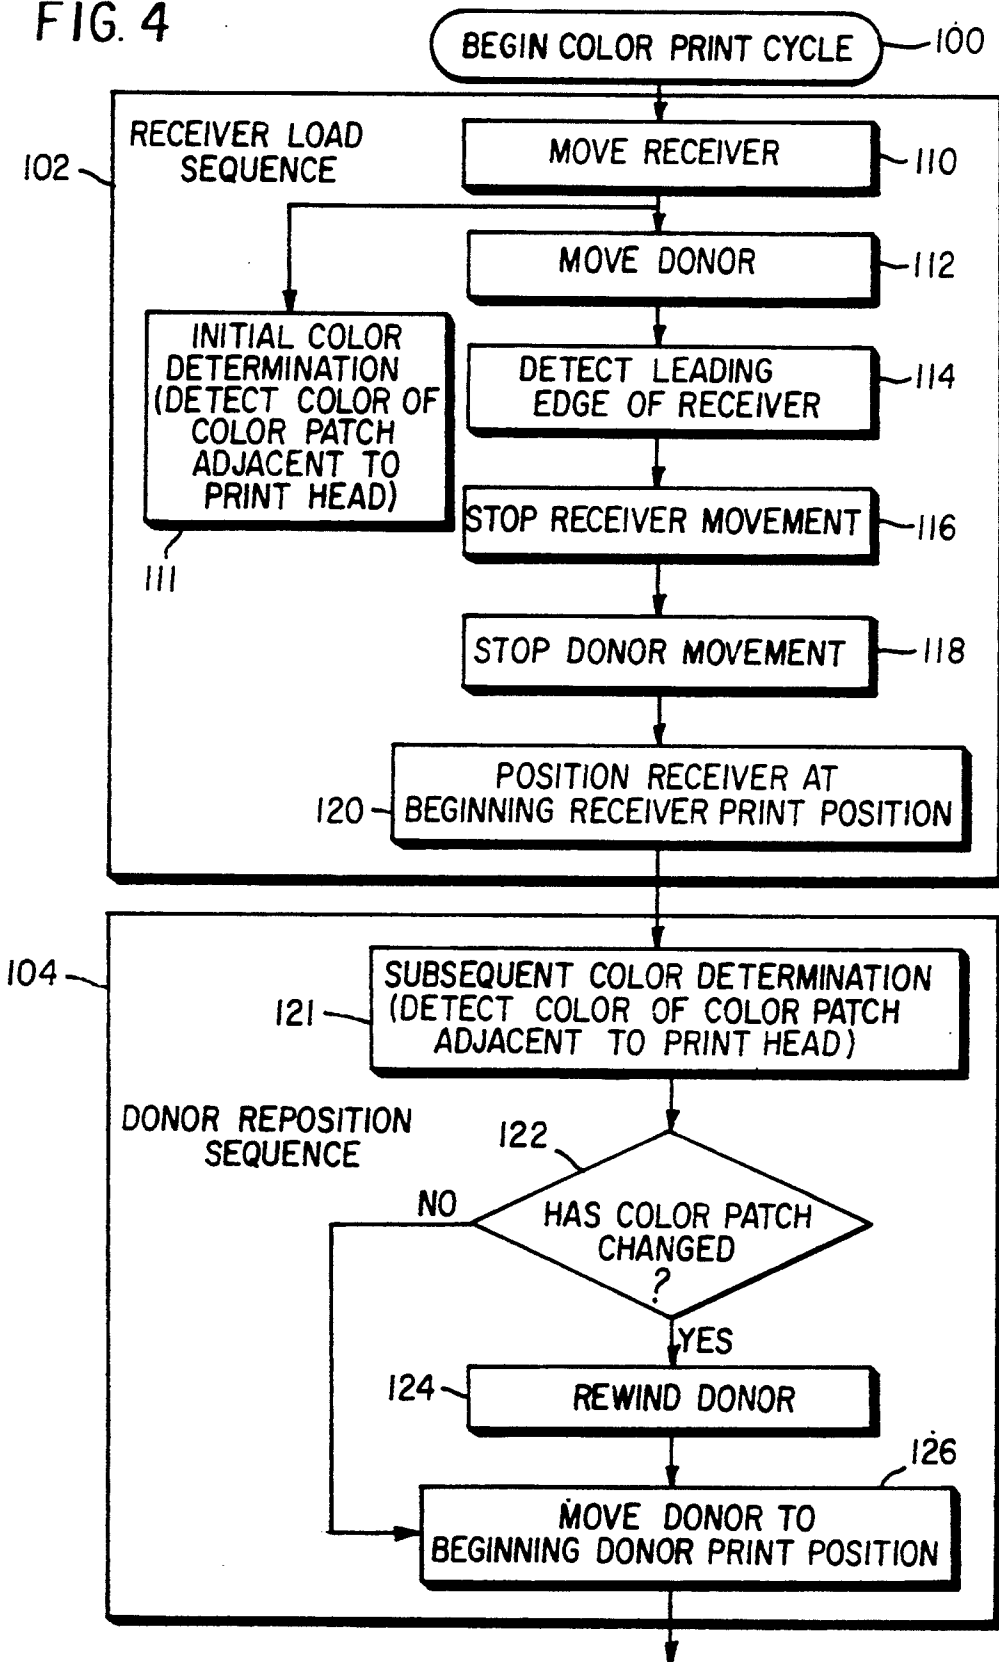 FIG. 4
BEGIN COLOR PRINT CYCLE
100
RECEIVER LOAD
SEQUENCE
102
MOVE RECEIVER
110
MOVE DONOR
112
INITIAL COLOR
DETERMINATION
(DETECT COLOR OF
COLOR PATCH
ADJACENT TO
PRINT HEAD)
111
DETECT LEADING
EDGE OF RECEIVER
114
STOP RECEIVER MOVEMENT
116
STOP DONOR MOVEMENT
118
POSITION RECEIVER AT
BEGINNING RECEIVER PRINT POSITION
120
104
SUBSEQUENT COLOR DETERMINATION
(DETECT COLOR OF COLOR PATCH
ADJACENT TO PRINT HEAD)
121
DONOR REPOSITION
SEQUENCE
122
HAS COLOR PATCH
CHANGED
?
NO
YES
124
REWIND DONOR
126
MOVE DONOR TO
BEGINNING DONOR PRINT POSITION